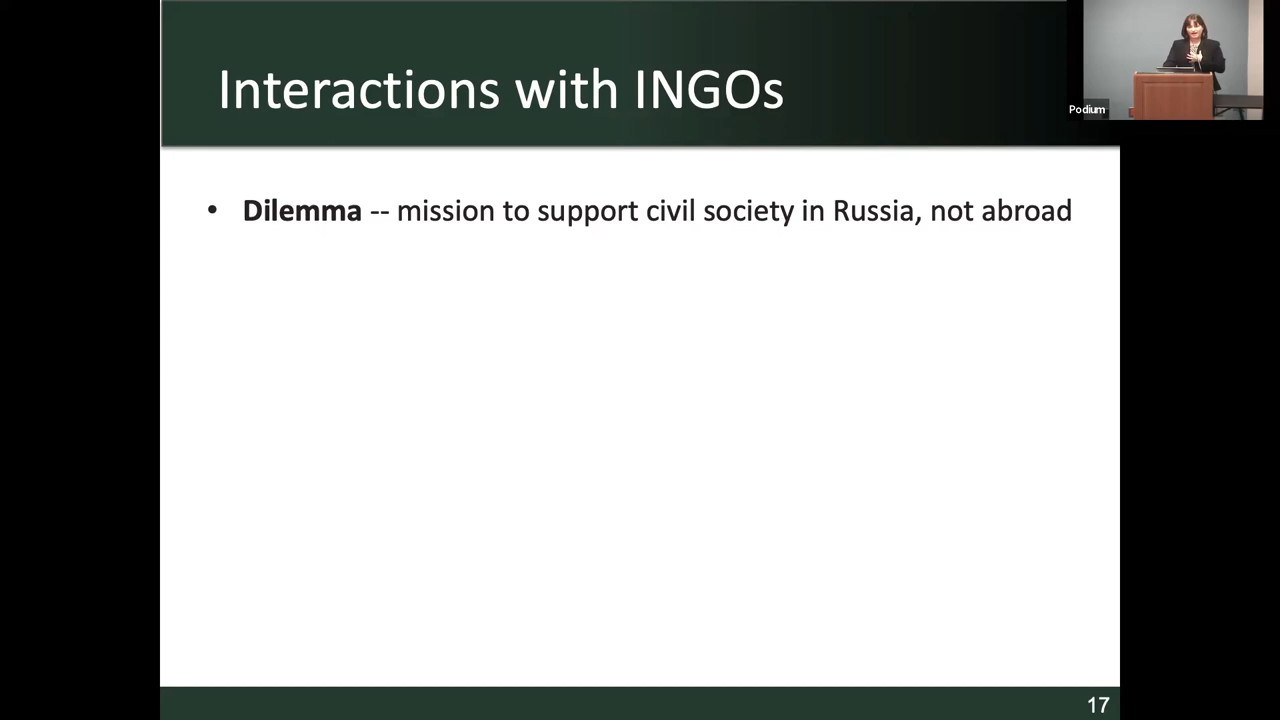 Interactions with INGOs
Podium
• Dilemma -- mission to support civil society in Russia, not abroad
17